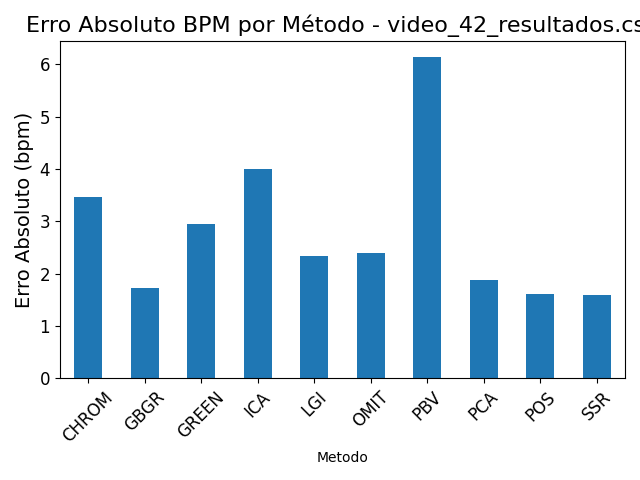 Erro Absoluto BPM por Método - video_42_resultados.cs
Erro Absoluto (bpm)
6
5
4
3
2
1
0
CHROM
GBGR
GREEN
ICA
LGI
OMIT
PBV
PCA
POS
SSR
Metodo